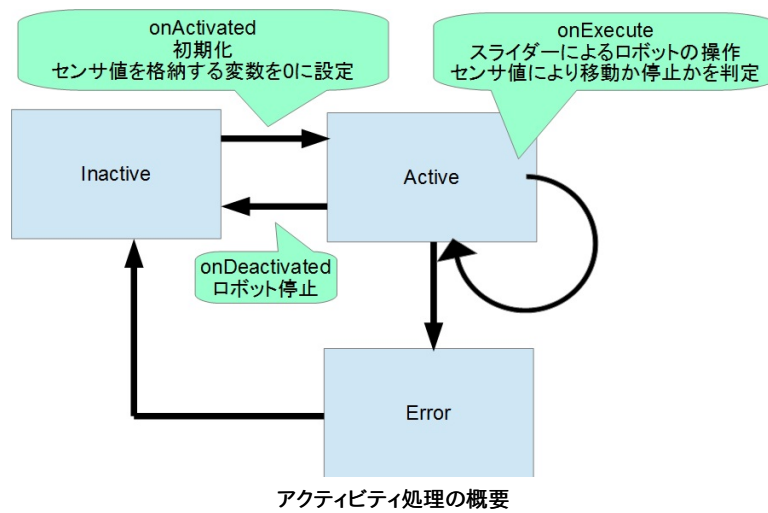 onActivated
初期化
センサ値を格納する変数を0に設定
onExecute
スライダーによるロボットの操作
センサ値により移動か停止かを判定
Inactive
Active
onDeactivated
ロボット停止
Error
アクティビティ処理の概要